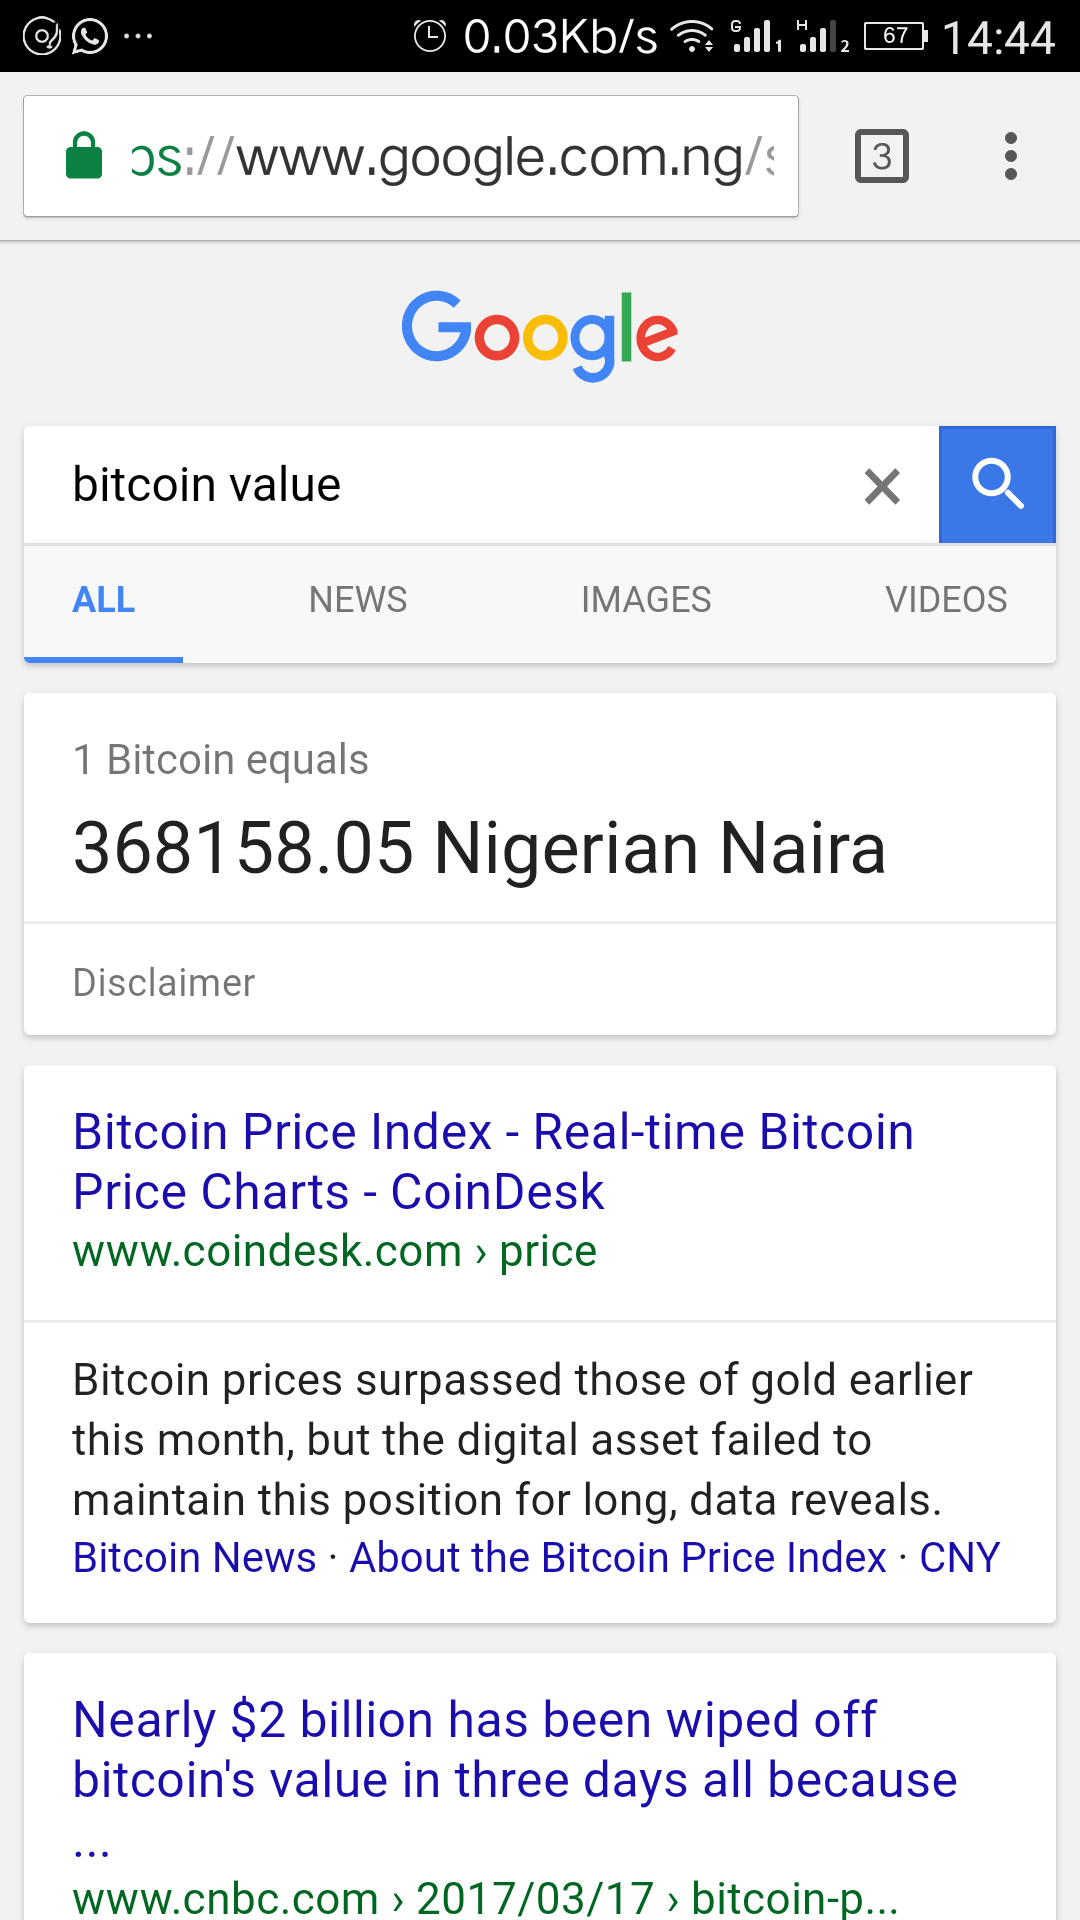 0.03Kb/s G 1 H 2 67 14:44
ps://www.google.com.ng/s
3
Google
bitcoin value
ALL NEWS IMAGES VIDEOS
1 Bitcoin equals
368158.05 Nigerian Naira
Disclaimer
Bitcoin Price Index - Real-time Bitcoin
Price Charts - CoinDesk
www.coindesk.com › price
Bitcoin prices surpassed those of gold earlier
this month, but the digital asset failed to
maintain this position for long, data reveals.
Bitcoin News · About the Bitcoin Price Index · CNY
Nearly $2 billion has been wiped off
bitcoin's value in three days all because
...
www.cnbc.com › 2017/03/17 › bitcoin-p...